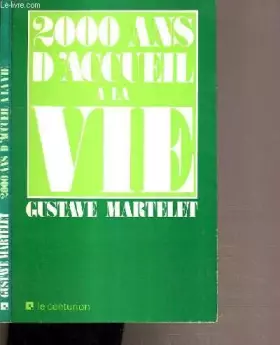 Le-livre.com
2000 ANS
D'ACCUEIL
A LA
VIE
GUSTAVE MARTELET
le centurion
GUSTAVE MARTELET 2000 ANS D'ACCUEIL A LA VIE